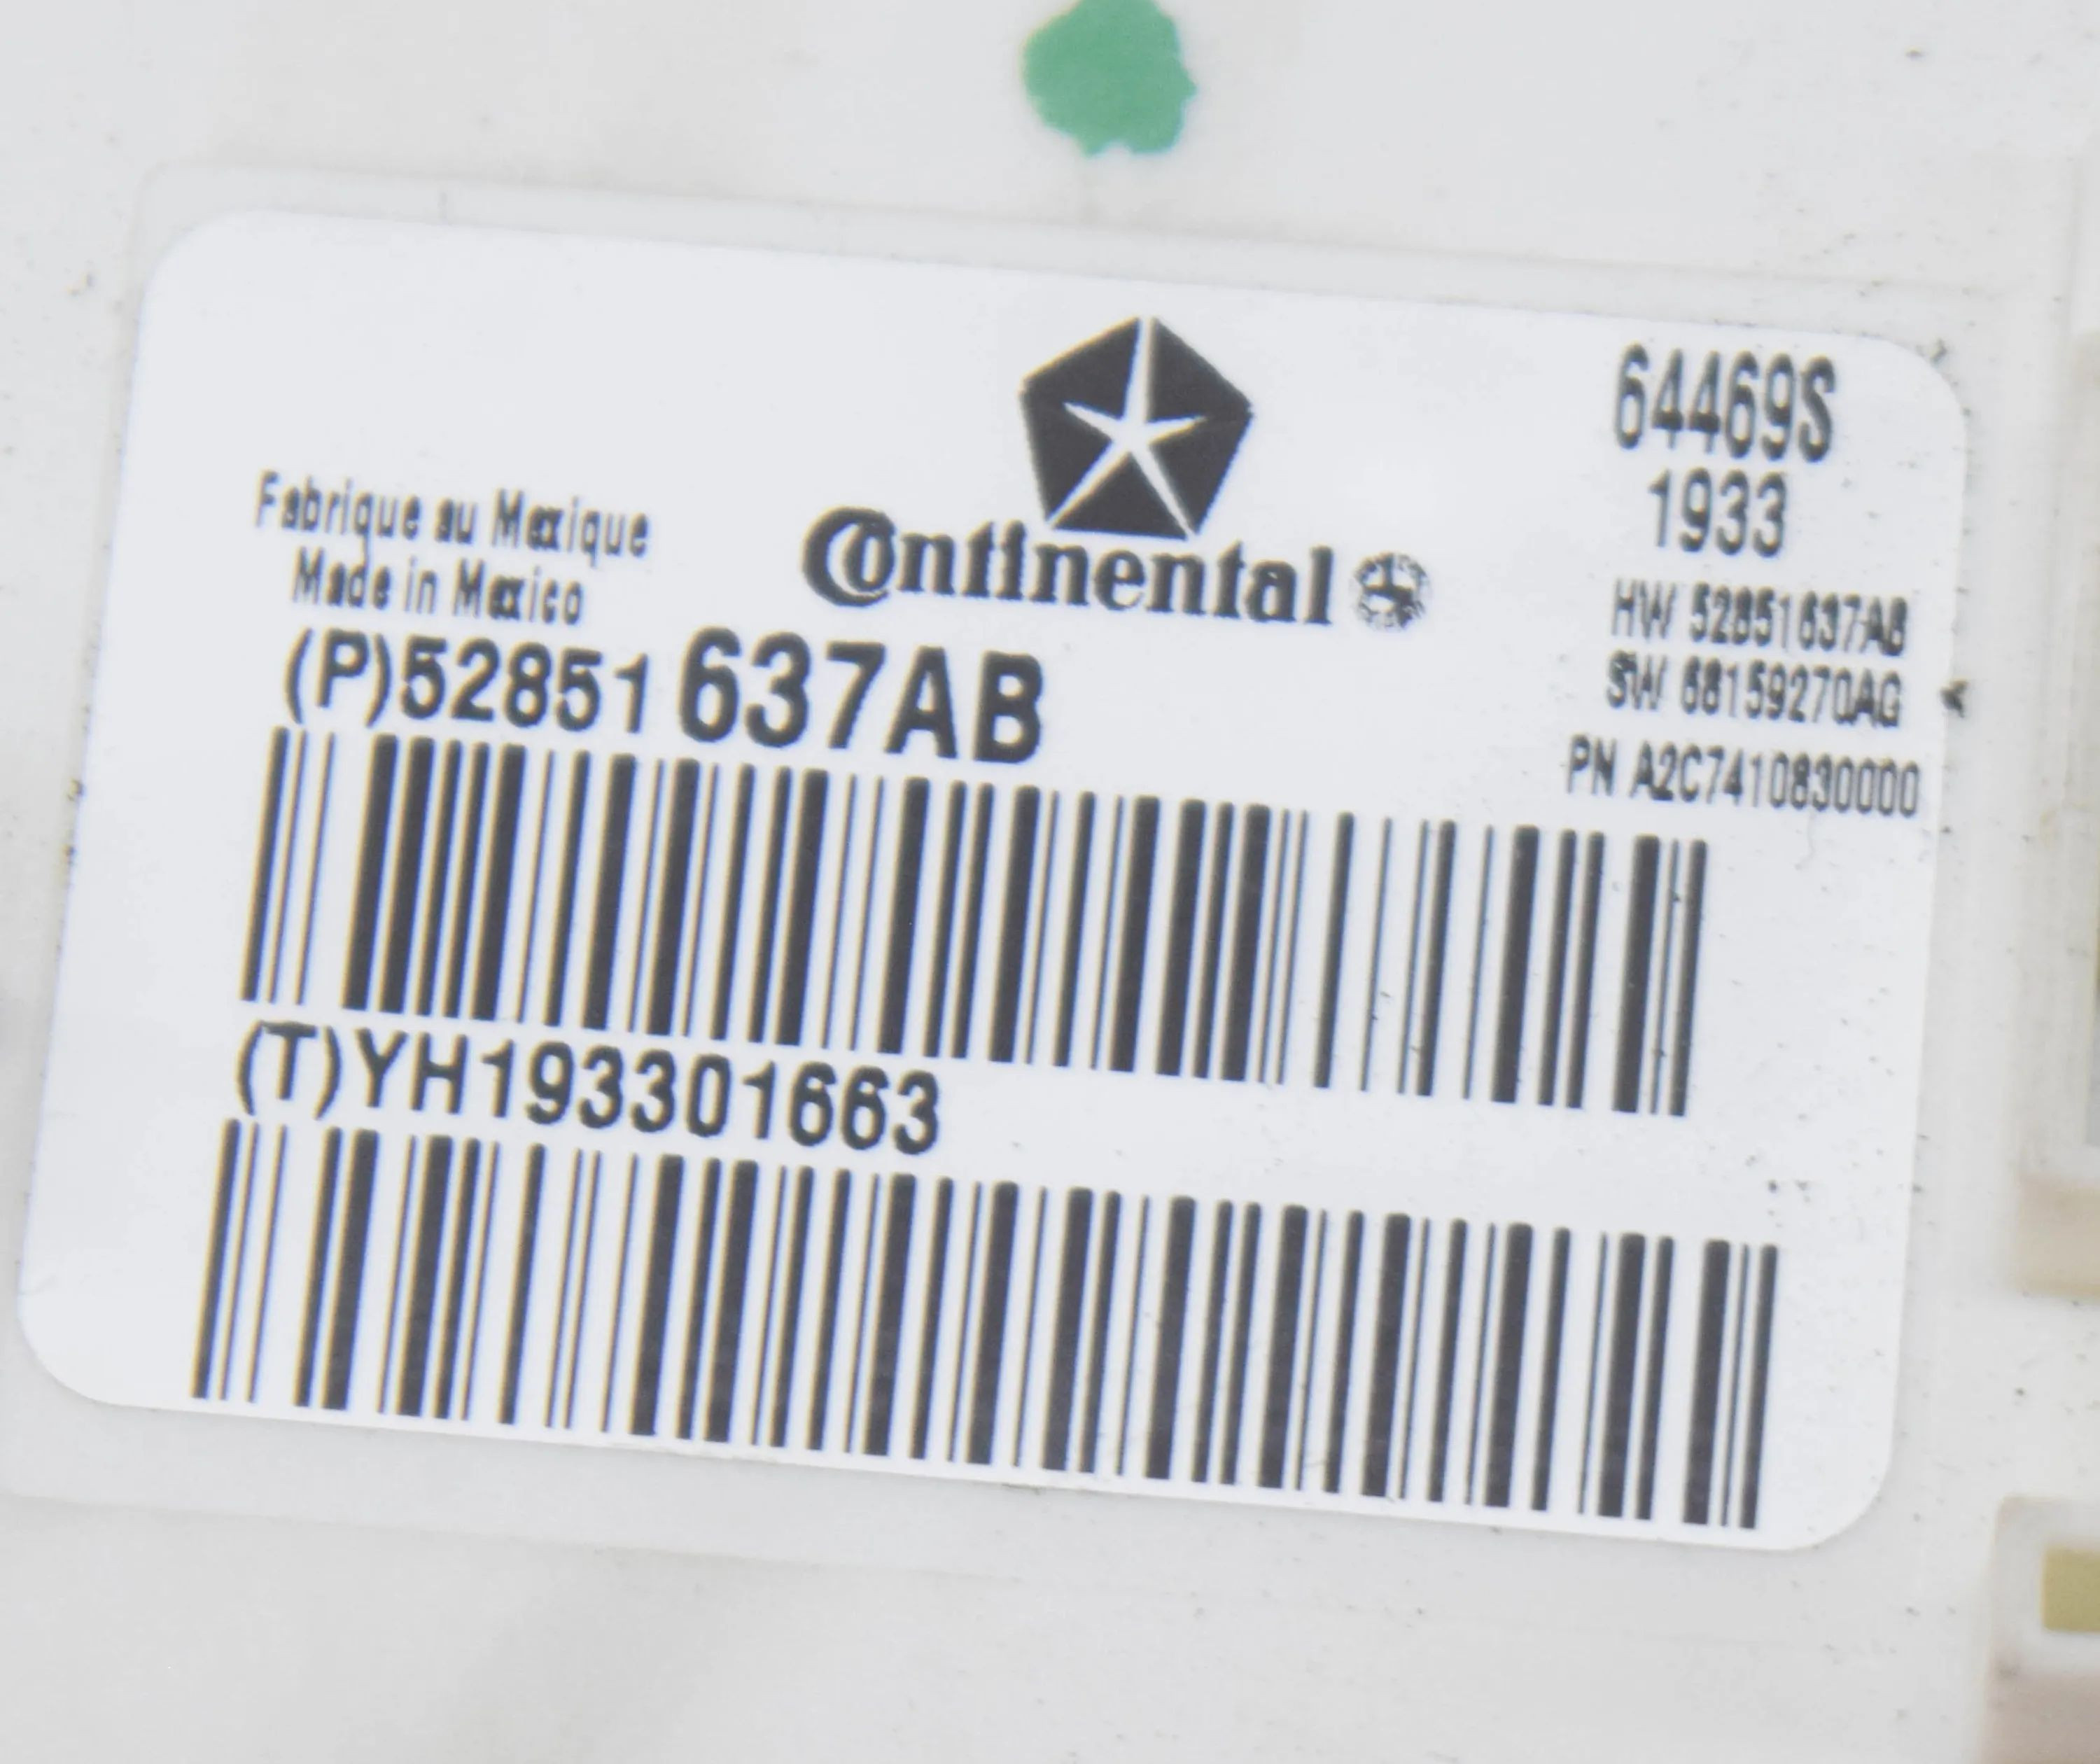 64469S
1933
Fabrique au Mexique
Made in Mexico
Continental
HW 52851637AB
SW 68159270AG
PN A2C7410830000
(P)52851637AB
(T)YH193301663